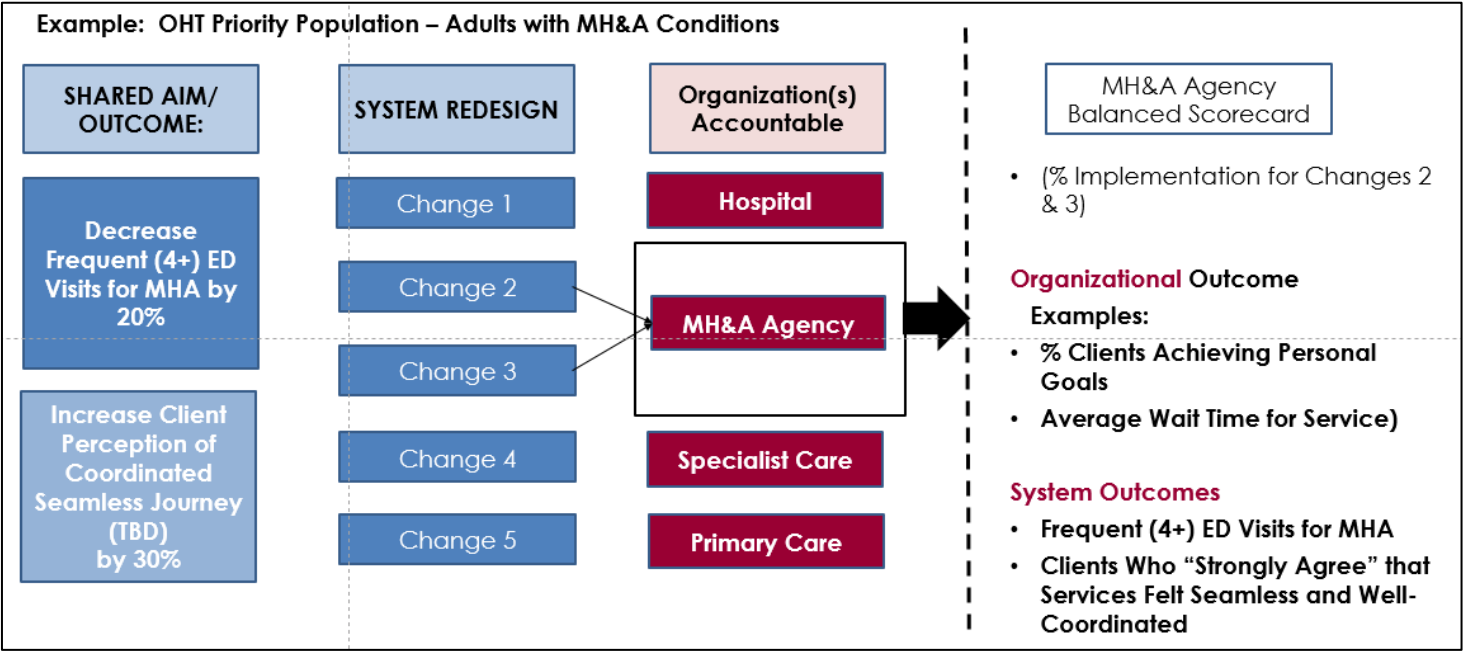 Example:  OHT Priority Population – Adults with MH&A Conditions
SHARED AIM/
OUTCOME:
Decrease
Frequent (4+) ED
Visits for MHA by
20%
Increase Client
Perception of
Coordinated
Seamless Journey
(TBD)
by 30%
SYSTEM REDESIGN
Change 1
Change 2
Change 3
Change 4
Change 5
Organization(s)
Accountable
Hospital
MH&A Agency
Specialist Care
Primary Care
MH&A Agency
Balanced Scorecard
• (% Implementation for Changes 2
& 3)
Organizational Outcome
Examples:
• % Clients Achieving Personal
Goals
• Average Wait Time for Service)
System Outcomes
• Frequent (4+) ED Visits for MHA
• Clients Who “Strongly Agree” that
Services Felt Seamless and Well-
Coordinated